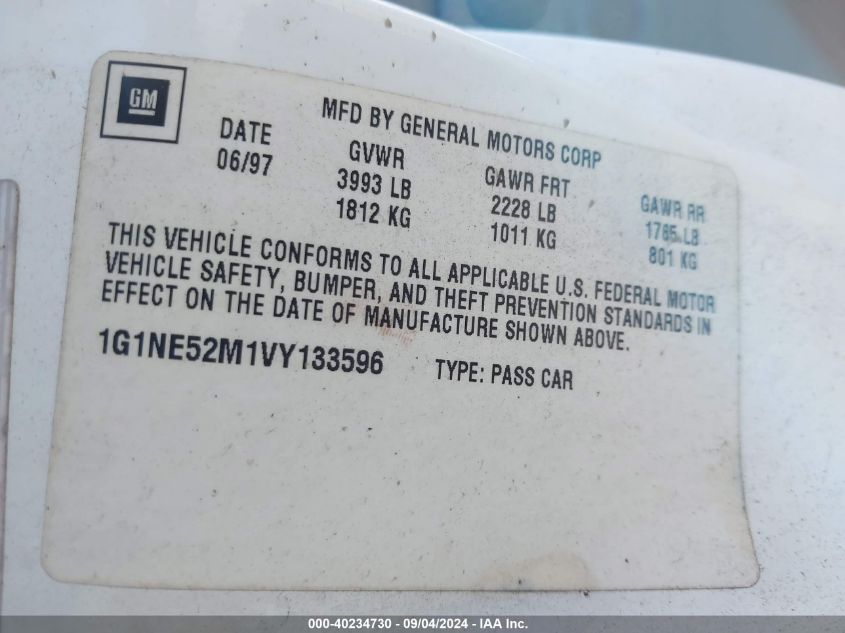 GM
MFD BY GENERAL MOTORS CORP
DATE
06/97
GVWR
3993 LB
1812 KG
GAWR FRT
2228 LB
1011 KG
GAWR RR
1765 LB
801 KG
THIS VEHICLE CONFORMS TO ALL APPLICABLE U.S. FEDERAL MOTOR
VEHICLE SAFETY, BUMPER, AND THEFT PREVENTION STANDARDS IN
EFFECT ON THE DATE OF MANUFACTURE SHOWN ABOVE.
1G1NE52M1VY133596 TYPE: PASS CAR
000-40234730 - 09/04/2024 - IAA Inc.